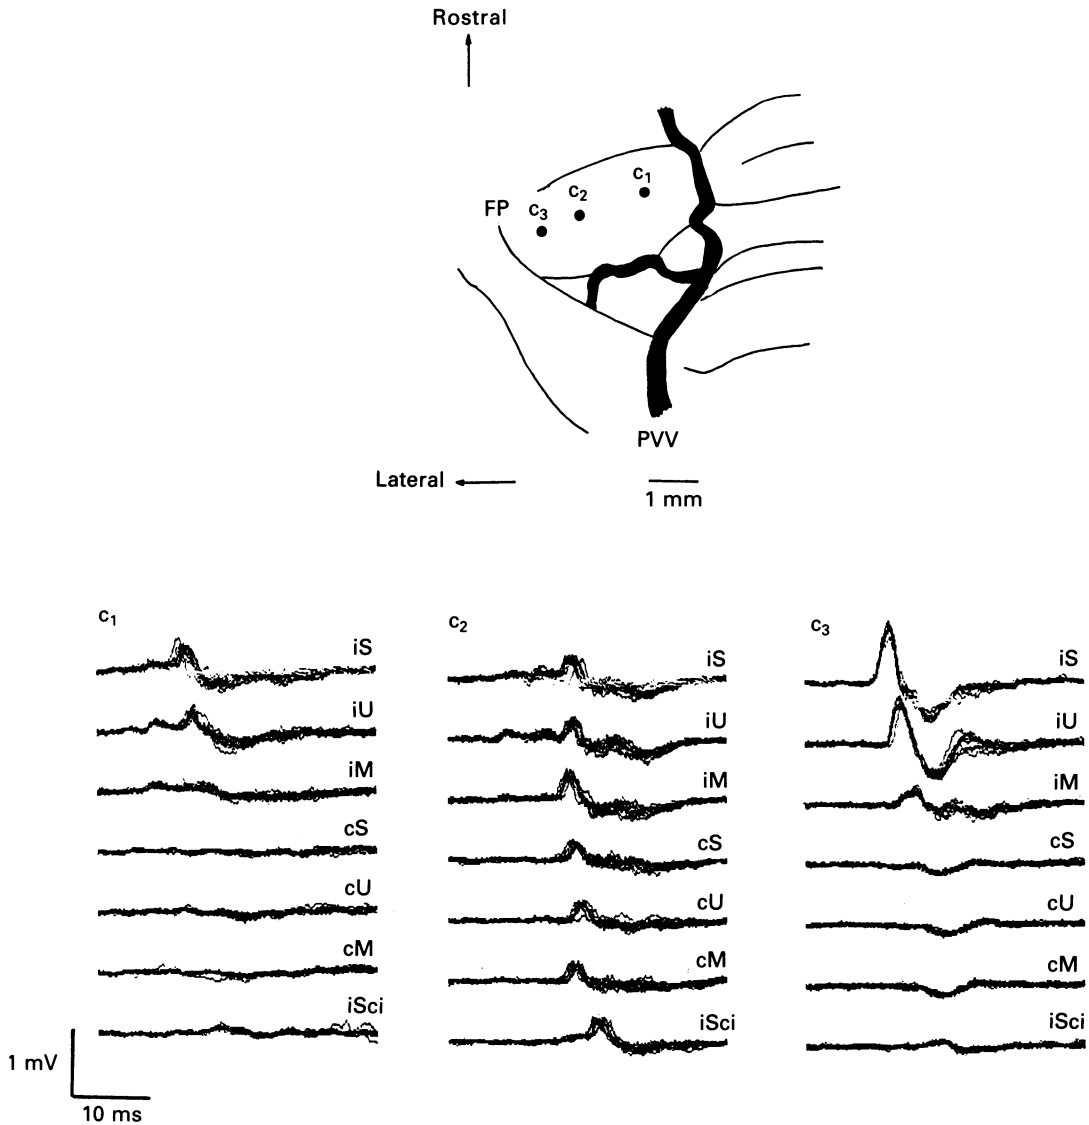 Rostral
c1
c2
FP
c3
PVV
Lateral
1 mm
c1
iS
iU
iM
cS
cU
cM
iSci
c2
iS
iU
iM
cS
cU
cM
iSci
c3
iS
iU
iM
cS
cU
cM
iSci
1 mV
10 ms